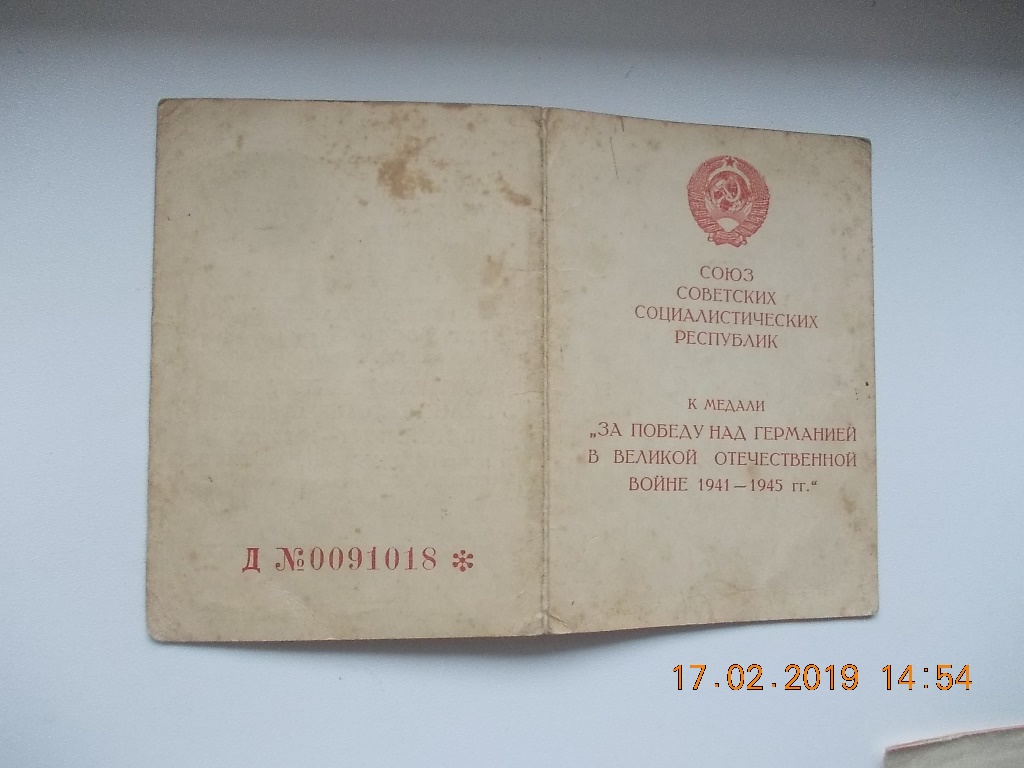 СОЮЗ
СОВЕТСКИХ
СОЦИАЛИСТИЧЕСКИХ
РЕСПУБЛИК
К МЕДАЛИ
„ЗА ПОБЕДУ НАД ГЕРМАНИЕЙ
В ВЕЛИКОЙ ОТЕЧЕСТВЕННОЙ
ВОЙНЕ 1941—1945 гг.“
Д №0091018 *
17.02.2019 14:54